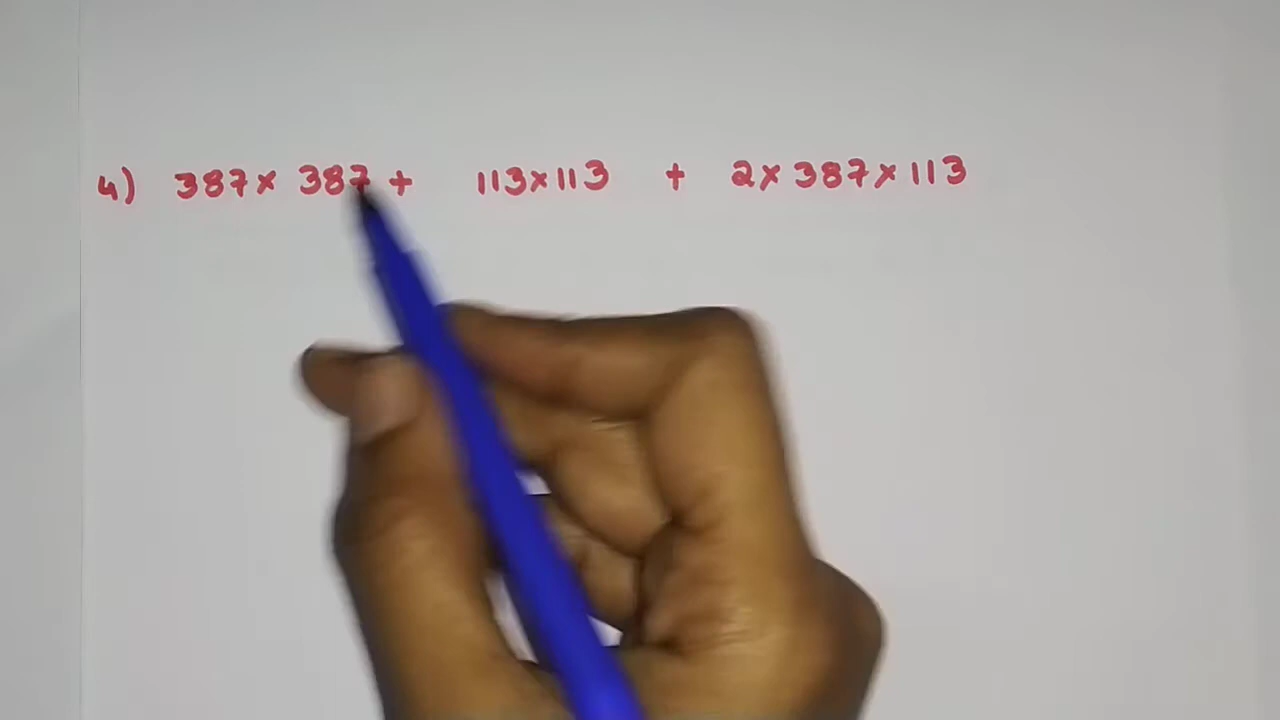 4) 387 × 387 + 113 × 113 + 2 × 387 × 113